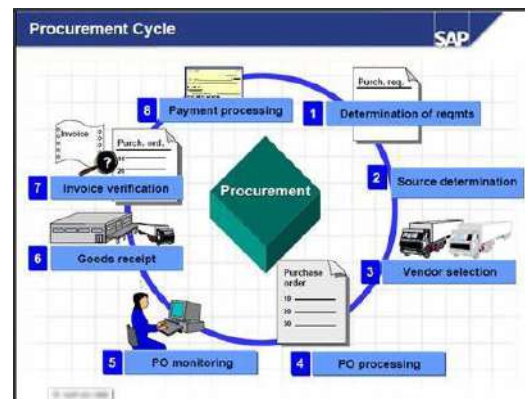 Procurement Cycle
SAP
Purch. req.
1 Determination of reqmts
2 Source determination
3 Vendor selection
Purchase
order
10
20
30
4 PO processing
5 PO monitoring
6 Goods receipt
Invoice
?
Purch. ord.
10
20
7 Invoice verification
8 Payment processing
Procurement